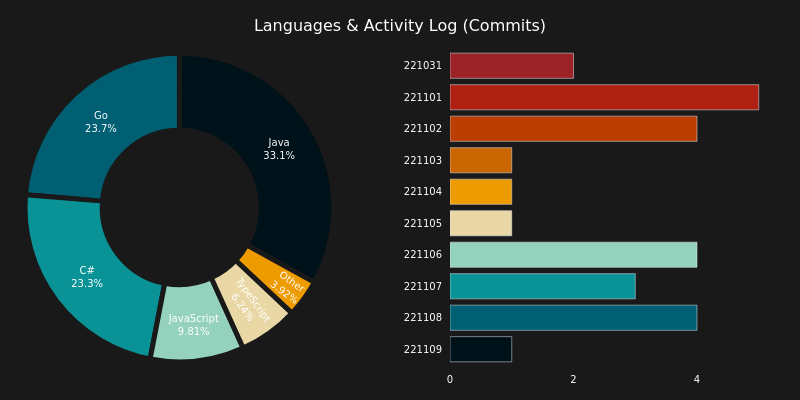 Languages & Activity Log (Commits)
Java
33.1%
Go
23.7%
C#
23.3%
JavaScript
9.81%
TypeScript
6.24%
Other
3.92%
221031
221101
221102
221103
221104
221105
221106
221107
221108
221109
0
2
4